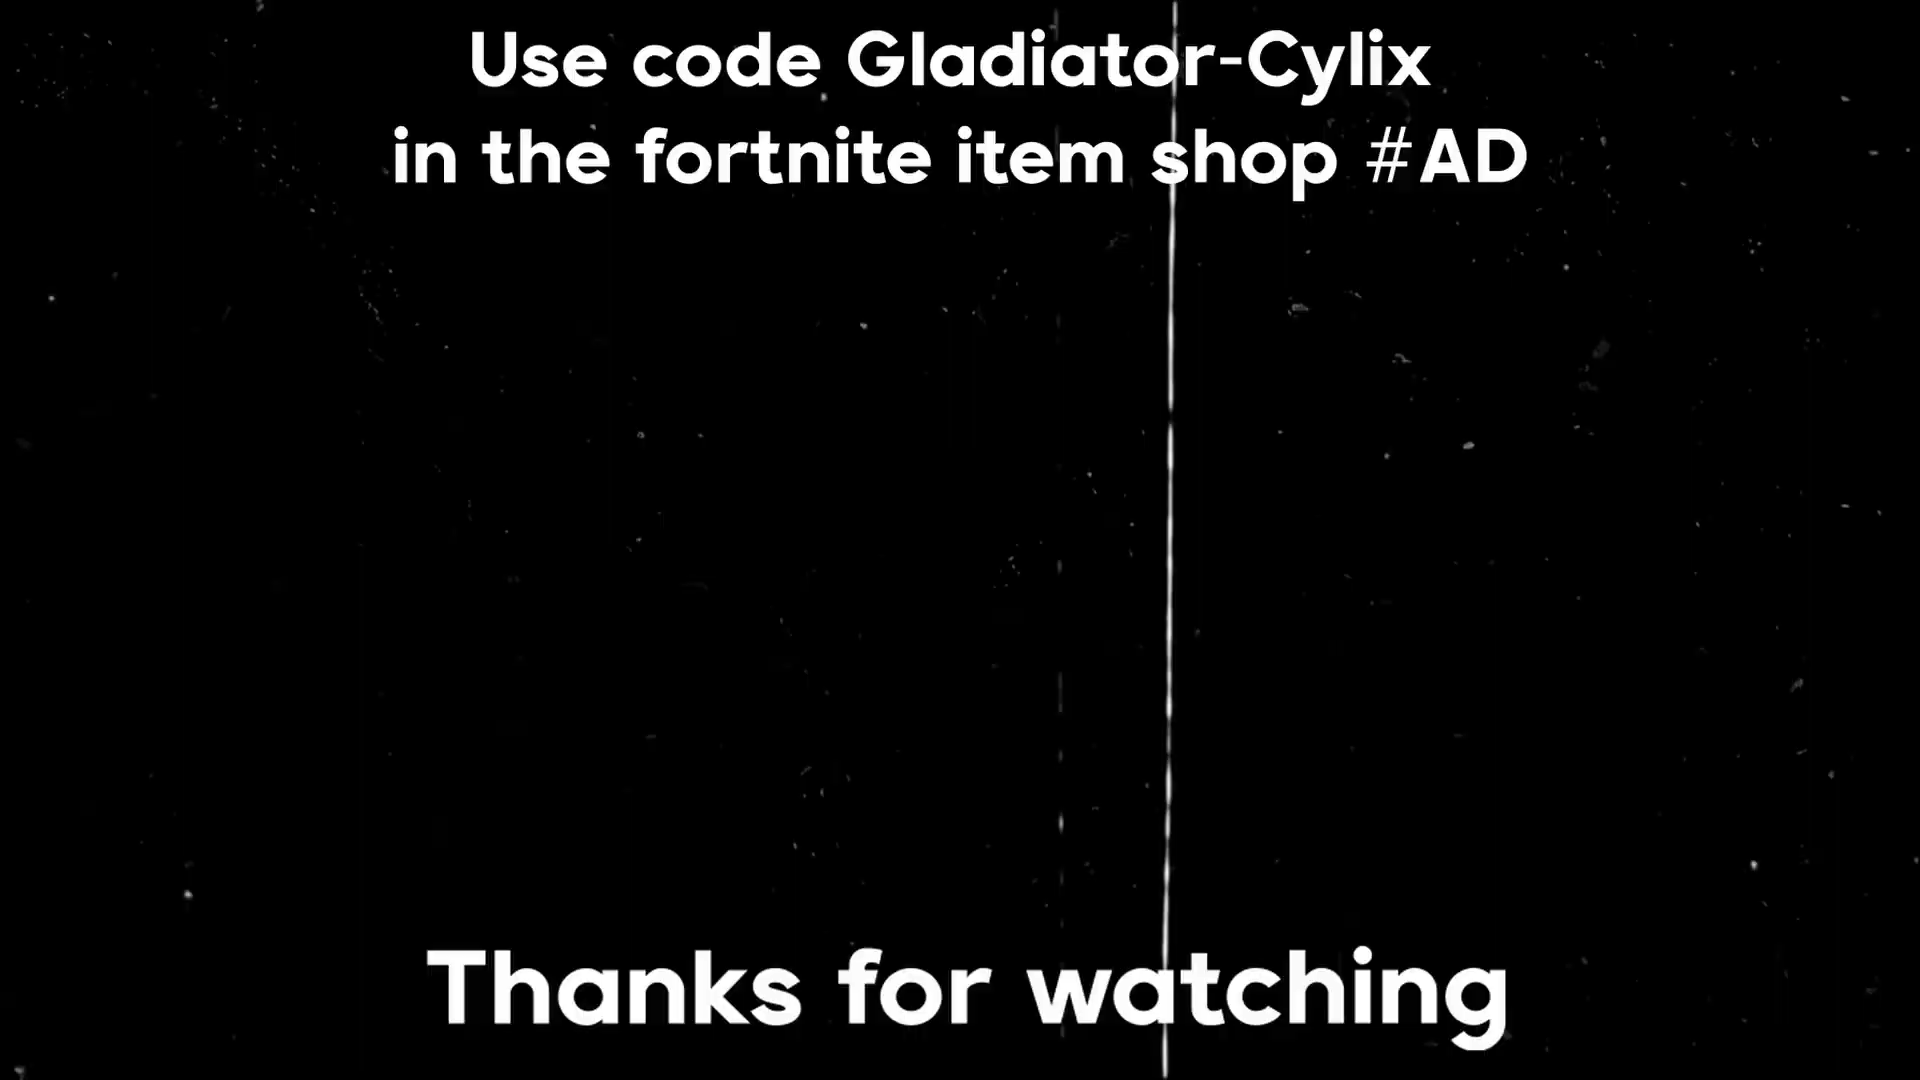 Use code Gladiator-Cylix
in the fortnite item shop #AD
Thanks for watching